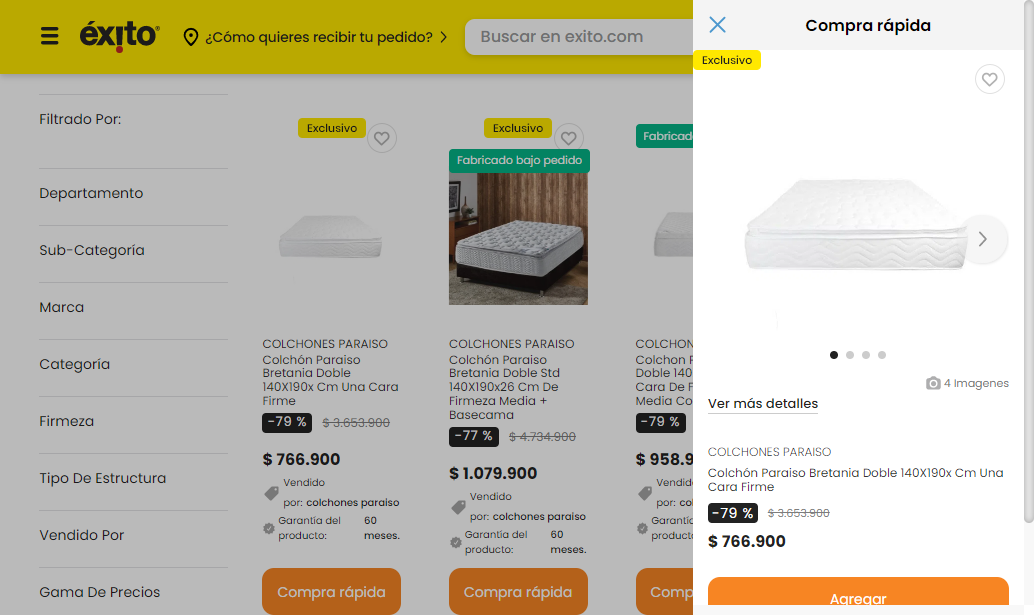 éxito
¿Cómo quieres recibir tu pedido?
Buscar en exito.com
Filtrado Por:
Departamento
Sub-Categoría
Marca
Categoría
Firmeza
Tipo De Estructura
Vendido Por
Gama De Precios
Exclusivo
COLCHONES PARAISO
Colchón Paraiso
Bretania Doble
140X190x Cm Una Cara
Firme
-79 % $ 3.653.900
$ 766.900
Vendido
por: colchones paraiso
Garantía del 60
producto: meses.
Compra rápida
Exclusivo
Fabricado bajo pedido
COLCHONES PARAISO
Colchón Paraiso
Bretania Doble Std
140X190x26 Cm De
Firmeza Media +
Basecama
-77 % $ 4.734.900
$ 1.079.900
Vendido
por: colchones paraiso
Garantía del 60
producto: meses.
Compra rápida
Fabricad
COLCHON
Colchon P
Doble 140
Cara De F
Media Co
-79 %
$ 958.9
Vendid
por: co
Garantí
product
Comp
Compra rápida
Exclusivo
4 Imagenes
Ver más detalles
COLCHONES PARAISO
Colchón Paraiso Bretania Doble 140X190x Cm Una
Cara Firme
-79 % $ 3.653.900
$ 766.900
Agregar